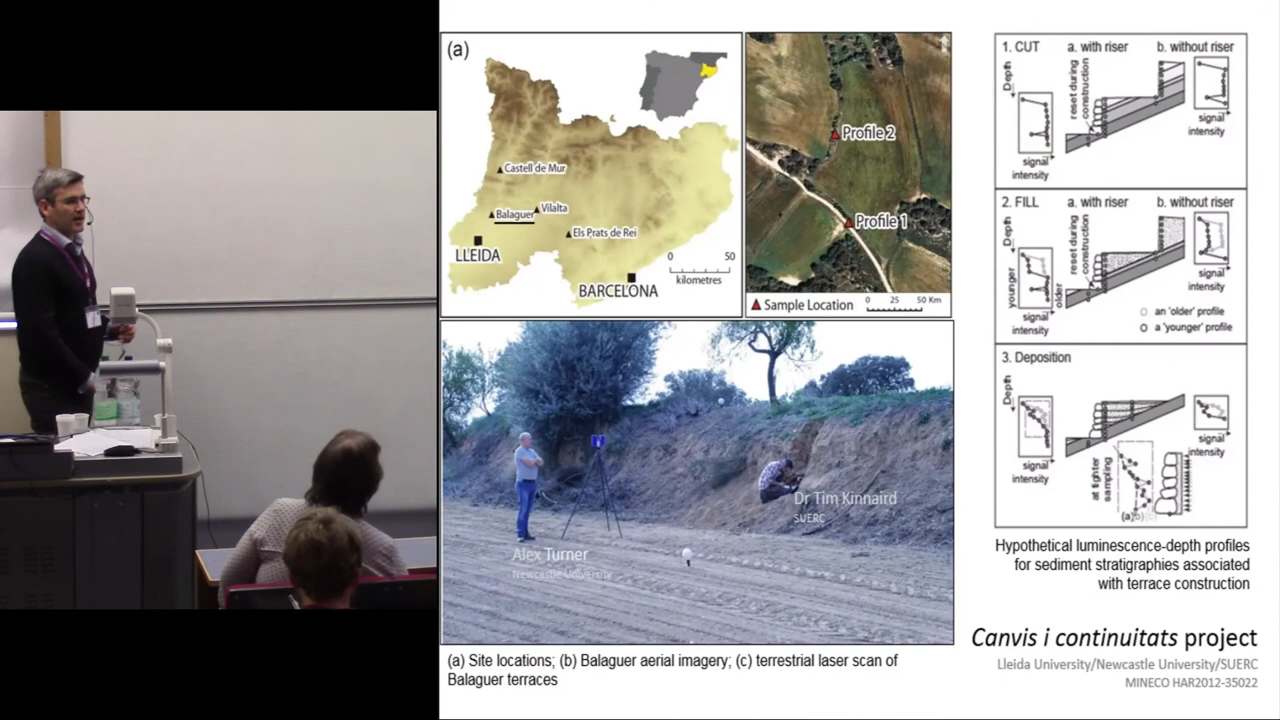 (a)
Castell de Mur
Balaguer
Vilalta
Els Prats de Rei
LLEIDA
BARCELONA
0 50
kilometres
Profile 2
Profile 1
Sample Location
0 25 50 Km
Alex Turner
Newcastle University
Dr Tim Kinnaird
SUERC
(a) Site locations; (b) Balaguer aerial imagery; (c) terrestrial laser scan of
Balaguer terraces
1. CUT a. with riser b. without riser
Depth
reset during
construction
signal
intensity
signal
intensity
2. FILL a. with riser b. without riser
Depth
reset during
construction
younger
older
signal
intensity
signal
intensity
an 'older' profile
a 'younger' profile
3. Deposition
Depth
signal
intensity
signal
intensity
at tighter
sampling
(a)(b)(c)
Hypothetical luminescence-depth profiles
for sediment stratigraphies associated
with terrace construction
Canvis i continuitats project
Lleida University/Newcastle University/SUERC
MINECO HAR2012-35022